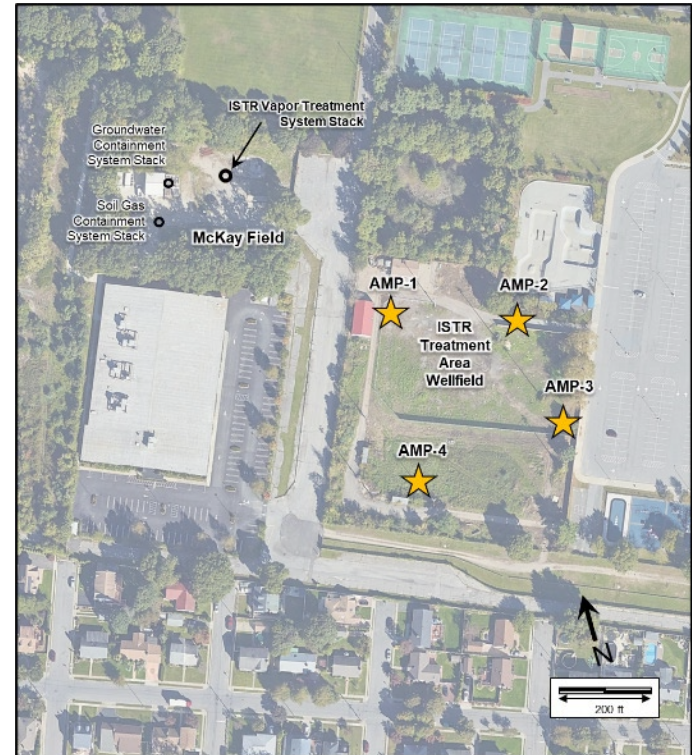 ISTR Vapor Treatment
System Stack
Groundwater
Containment
System Stack
Soil Gas
Containment
System Stack
McKay Field
AMP-1
AMP-2
ISTR
Treatment
Area
Wellfield
AMP-3
AMP-4
N
200 ft